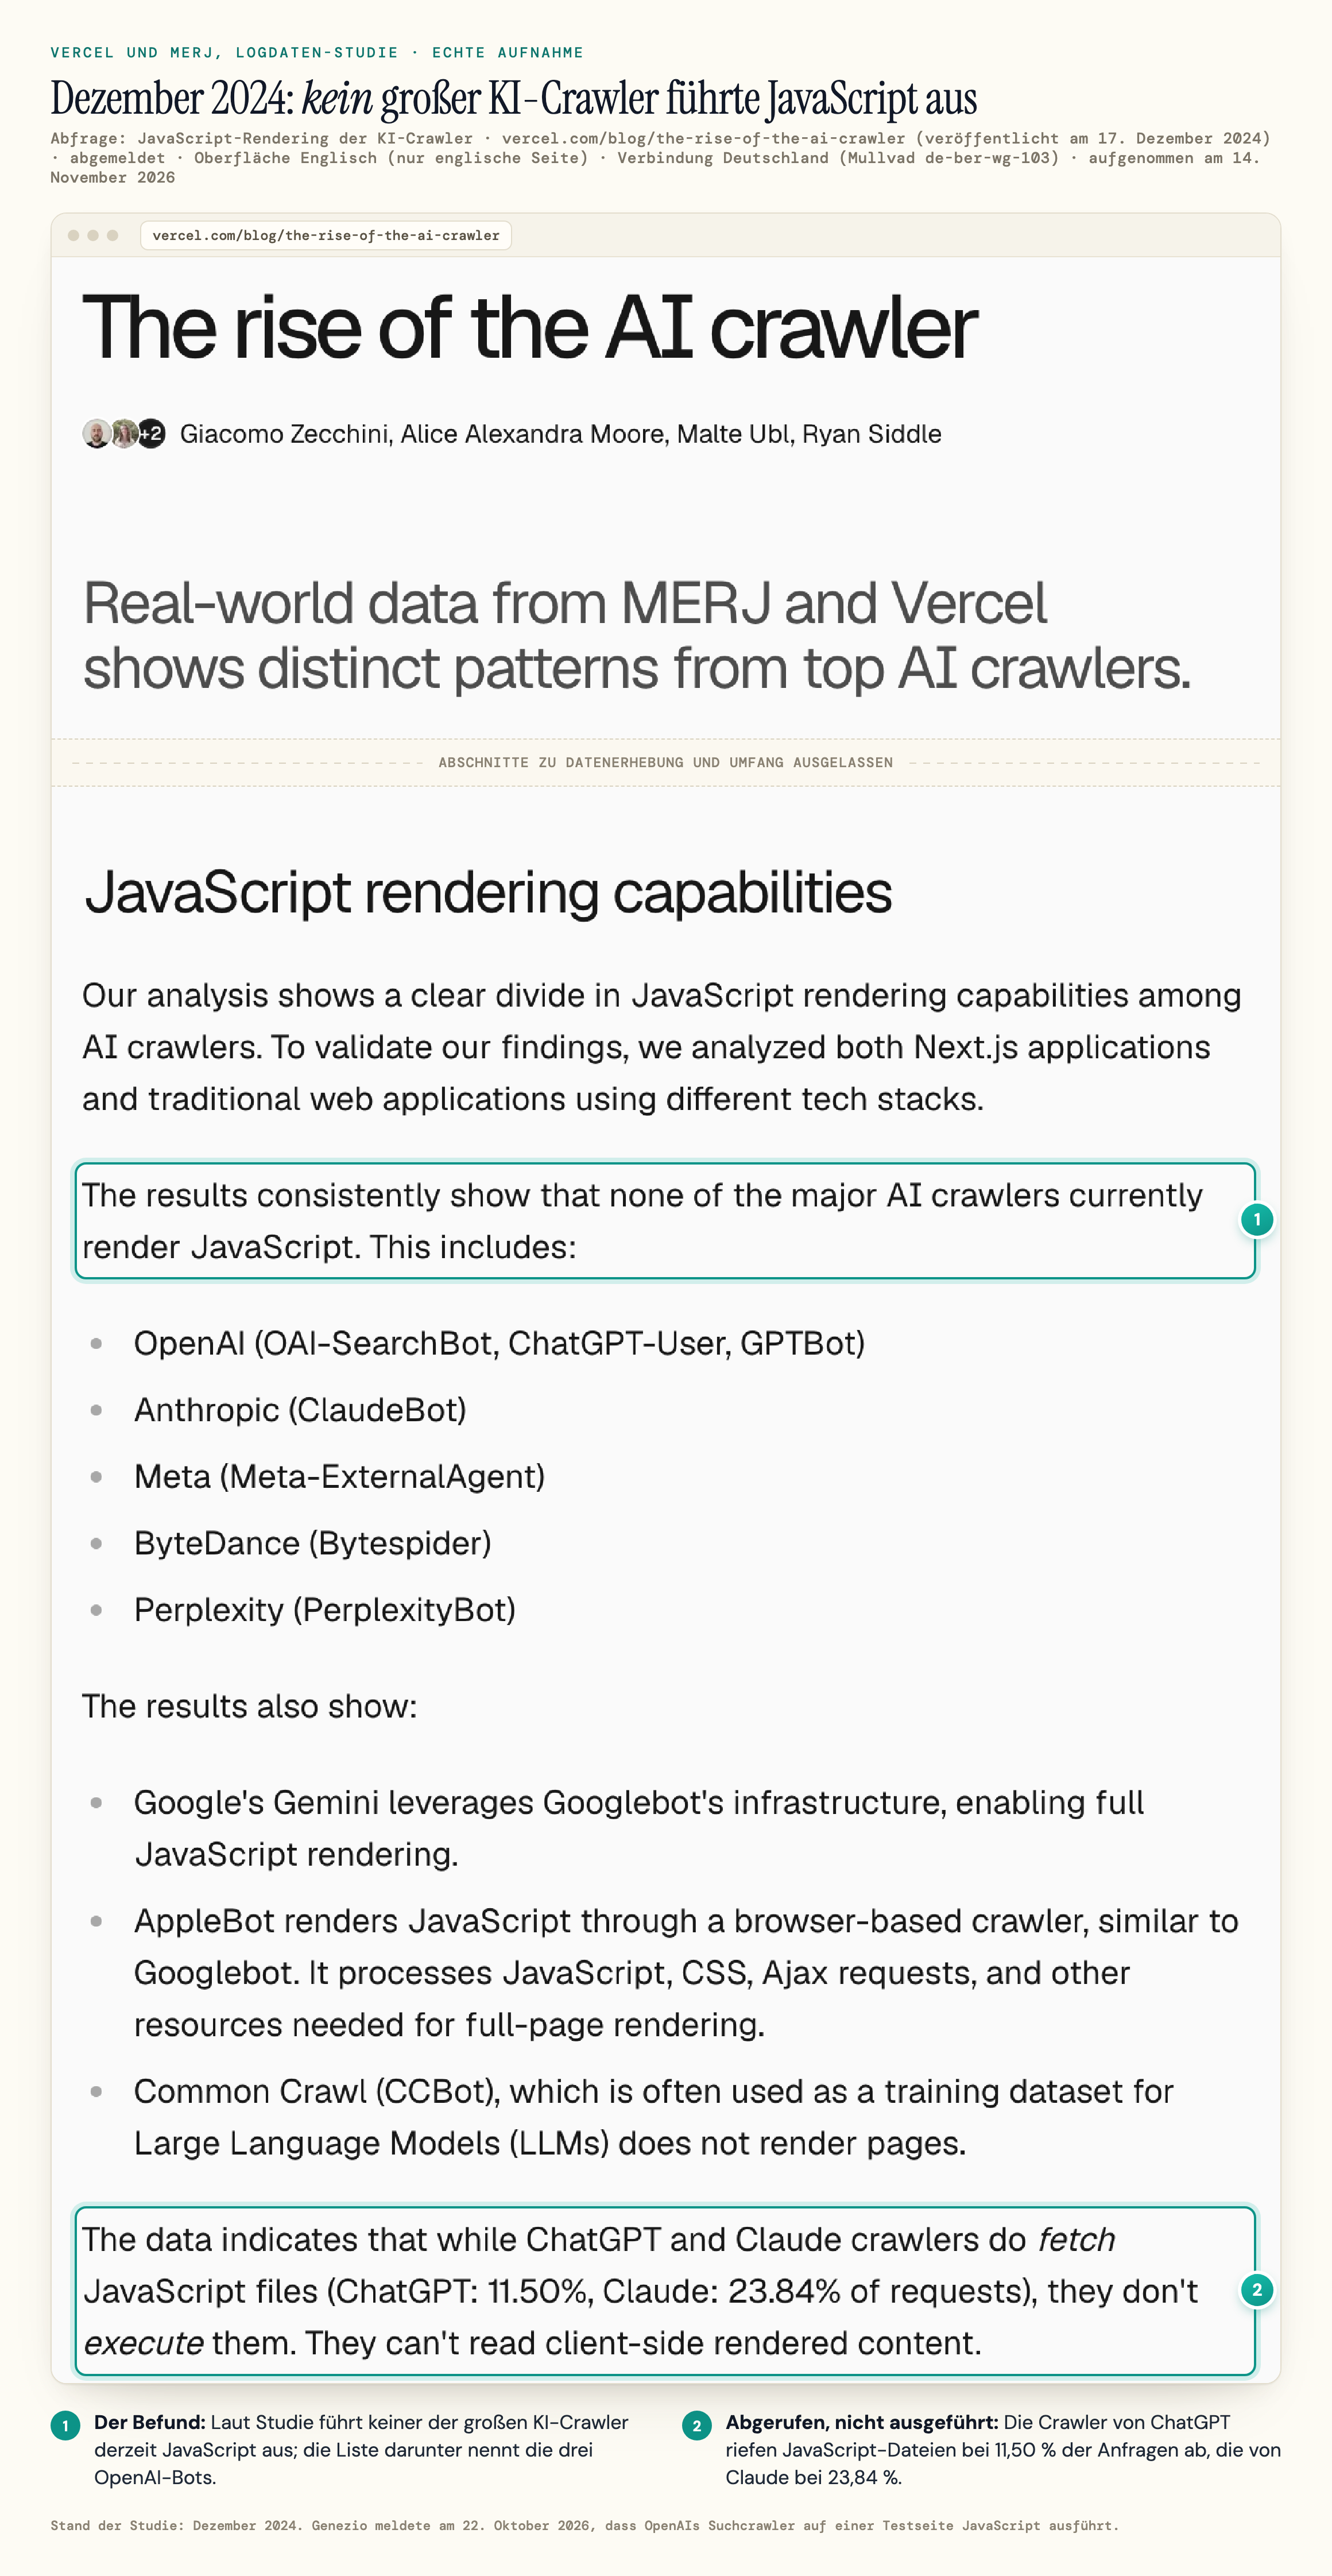 VERCEL UND MERJ, LOGDATEN-STUDIE · ECHTE AUFNAHME
Dezember 2024: kein großer KI-Crawler führte JavaScript aus
Abfrage: JavaScript-Rendering der KI-Crawler · vercel.com/blog/the-rise-of-the-ai-crawler (veröffentlicht am 17. Dezember 2024)
· abgemeldet · Oberfläche Englisch (nur englische Seite) · Verbindung Deutschland (Mullvad de-ber-wg-103) · aufgenommen am 14.
November 2026
vercel.com/blog/the-rise-of-the-ai-crawler
The rise of the AI crawler
+2 Giacomo Zecchini, Alice Alexandra Moore, Malte Ubl, Ryan Siddle
Real-world data from MERJ and Vercel
shows distinct patterns from top AI crawlers.
ABSCHNITTE ZU DATENERHEBUNG UND UMFANG AUSGELASSEN
JavaScript rendering capabilities
Our analysis shows a clear divide in JavaScript rendering capabilities among
AI crawlers. To validate our findings, we analyzed both Next.js applications
and traditional web applications using different tech stacks.
The results consistently show that none of the major AI crawlers currently
render JavaScript. This includes:
1
• OpenAI (OAI-SearchBot, ChatGPT-User, GPTBot)
• Anthropic (ClaudeBot)
• Meta (Meta-ExternalAgent)
• ByteDance (Bytespider)
• Perplexity (PerplexityBot)
The results also show:
• Google's Gemini leverages Googlebot's infrastructure, enabling full
JavaScript rendering.
• AppleBot renders JavaScript through a browser-based crawler, similar to
Googlebot. It processes JavaScript, CSS, Ajax requests, and other
resources needed for full-page rendering.
• Common Crawl (CCBot), which is often used as a training dataset for
Large Language Models (LLMs) does not render pages.
The data indicates that while ChatGPT and Claude crawlers do fetch
JavaScript files (ChatGPT: 11.50%, Claude: 23.84% of requests), they don't
execute them. They can't read client-side rendered content.
2
1 Der Befund: Laut Studie führt keiner der großen KI-Crawler
derzeit JavaScript aus; die Liste darunter nennt die drei
OpenAI-Bots.
2 Abgerufen, nicht ausgeführt: Die Crawler von ChatGPT
riefen JavaScript-Dateien bei 11,50 % der Anfragen ab, die von
Claude bei 23,84 %.
Stand der Studie: Dezember 2024. Genezio meldete am 22. Oktober 2026, dass OpenAIs Suchcrawler auf einer Testseite JavaScript ausführt.